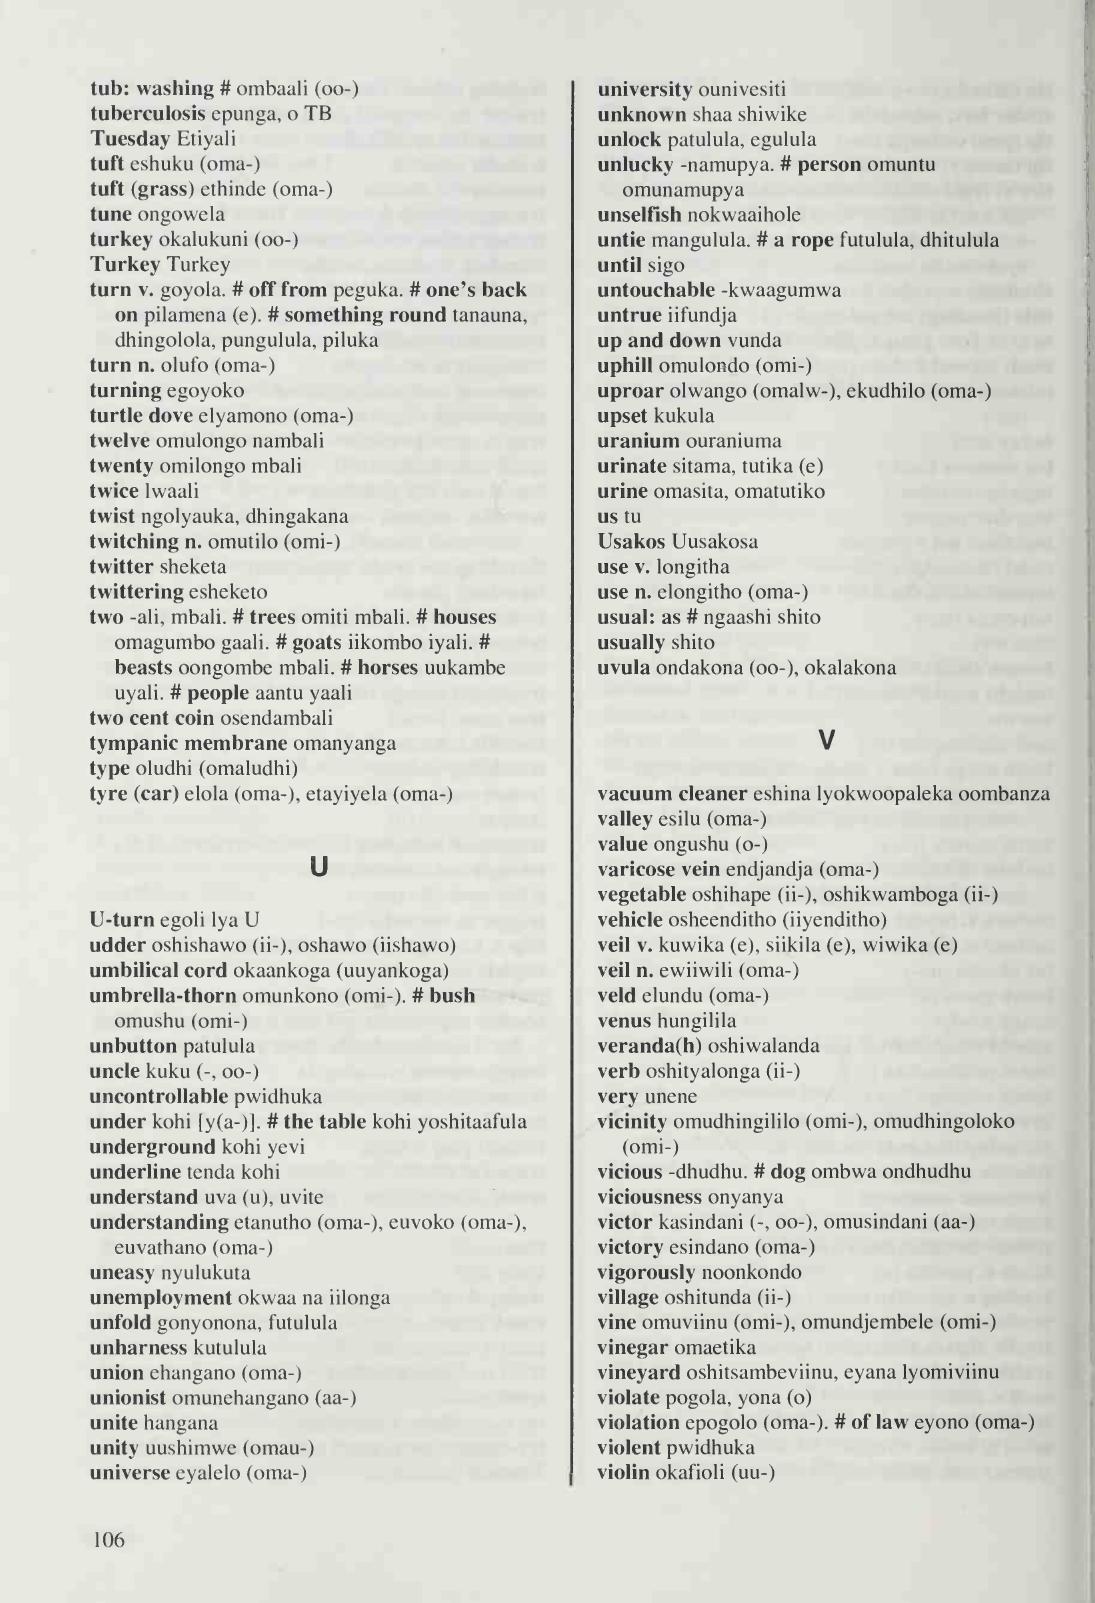 tub: washing # ombaali (oo-)
tuberculosis epunga, o TB
Tuesday Etiyali
tuft eshuku (oma-)
tuft (grass) ethinde (oma-)
tune ongowela
turkey okalukuni (oo-)
Turkey Turkey
turn v. goyola. # off from peguka. # one's back
on pilamena (e). # something round tanauna,
dhingolola, pungulula, piluka
turn n. olufo (oma-)
turning egoyoko
turtle dove elyamono (oma-)
twelve omulongo nambali
twenty omilongo mbali
twice lwaali
twist ngolyauka, dhingakana
twitching n. omutilo (omi-)
twitter sheketa
twittering esheketo
two -ali, mbali. # trees omiti mbali. # houses
omagumbo gaali. # goats iikombo iyali. #
beasts oongombe mbali. # horses uukambe
uyali. # people aantu yaali
two cent coin osendambali
tympanic membrane omanyanga
type oludhi (omaludhi)
tyre (car) elola (oma-), etayiyela (oma-)
U
U-turn egoli lya U
udder oshishawo (ii-), oshawo (iishawo)
umbilical cord okaankoga (uuyankoga)
umbrella-thorn omunkono (omi-). # bush
omushu (omi-)
unbutton patulula
uncle kuku (-, oo-)
uncontrollable pwidhuka
under kohi [y(a-)]. # the table kohi yoshitaafula
underground kohi yevi
underline tenda kohi
understand uva (u), uvite
understanding etanutho (oma-), euvoko (oma-),
euvathano (oma-)
uneasy nyulukuta
unemployment okwaa na iilonga
unfold gonyonona, futulula
unharness kutulula
union ehangano (oma-)
unionist omunehangano (aa-)
unite hangana
unity uushimwe (omau-)
universe eyalelo (oma-)
university ounivesiti
unknown shaa shiwike
unlock patulula, egulula
unlucky -namupya. # person omuntu
omunamupya
unselfish nokwaaihole
untie mangulula. # a rope futulula, dhitulula
until sigo
untouchable -kwaagumwa
untrue iifundja
up and down vunda
uphill omulondo (omi-)
uproar olwango (omalw-), ekudhilo (oma-)
upset kukula
uranium ouraniuma
urinate sitama, tutika (e)
urine omasita, omatutiko
us tu
Usakos Uusakosa
use v. longitha
use n. elongitho (oma-)
usual: as # ngaashi shito
usually shito
uvula ondakona (oo-), okalakona
V
vacuum cleaner eshina lyokwoopaleka oombanza
valley esilu (oma-)
value ongushu (o-)
varicose vein endjandja (oma-)
vegetable oshihape (ii-), oshikwamboga (ii-)
vehicle osheenditho (iiyenditho)
veil v. kuwika (e), siikila (e), wiwika (e)
veil n. ewiiwili (oma-)
veld elundu (oma-)
venus hungilila
veranda(h) oshiwalanda
verb oshityalonga (ii-)
very unene
vicinity omudhingililo (omi-), omudhingoloko
(omi-)
vicious -dhudhu. # dog ombwa ondhudhu
viciousness onyanya
victor kasindani (-, oo-), omusindani (aa-)
victory esindano (oma-)
vigorously noonkondo
village oshitunda (ii-)
vine omuviinu (omi-), omundjembele (omi-)
vinegar omaetika
vineyard oshitsambeviinu, eyana lyomiviinu
violate pogola, yona (o)
violation epogolo (oma-). # of law eyono (oma-)
violent pwidhuka
violin okafioli (uu-)
106